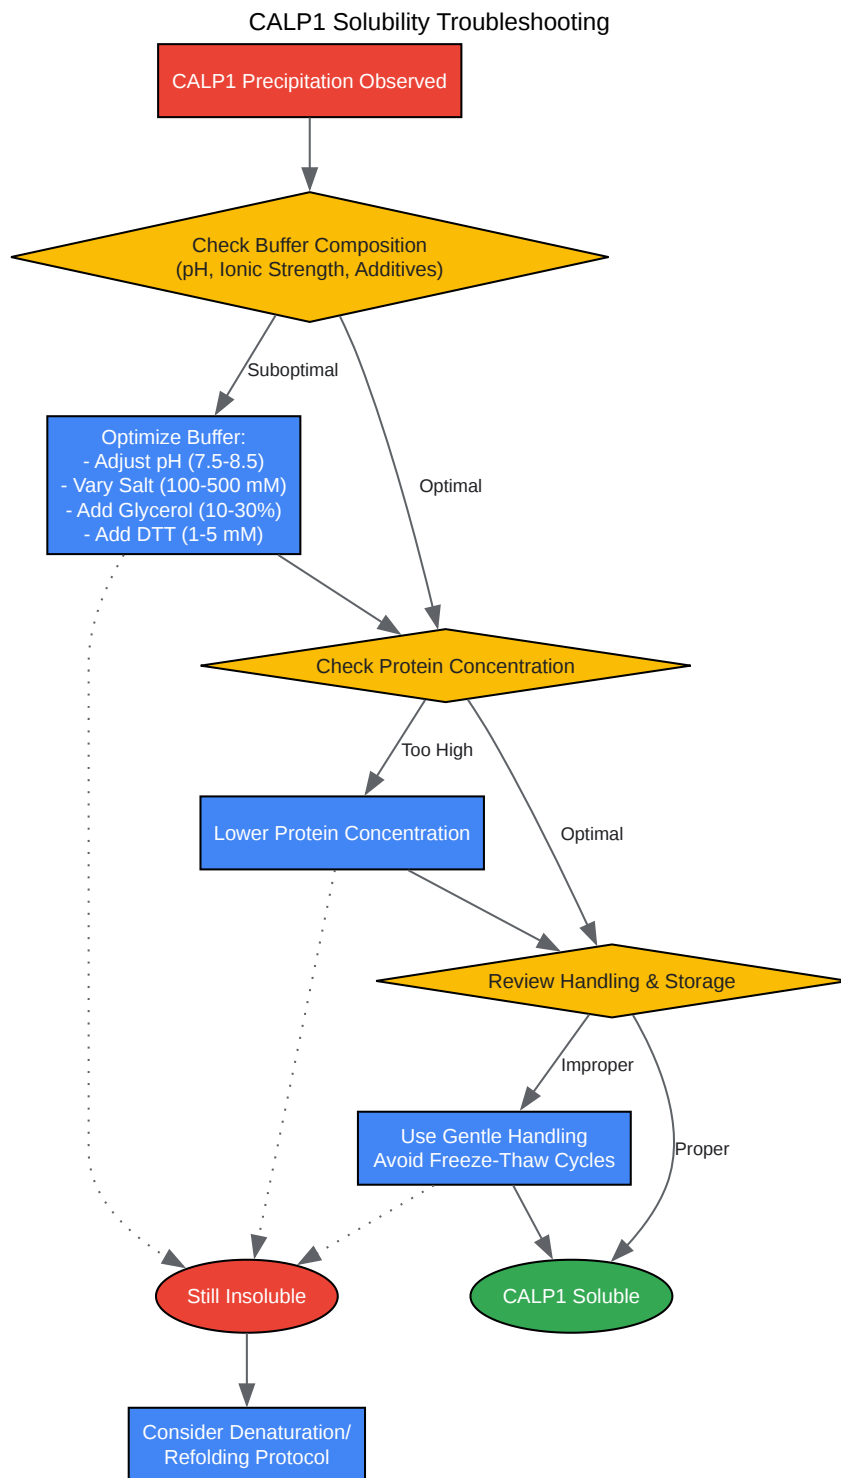 CALP1 Solubility Troubleshooting
CALP1 Precipitation Observed
Check Buffer Composition
(pH, Ionic Strength, Additives)
Suboptimal
Optimize Buffer:
- Adjust pH (7.5-8.5)
- Vary Salt (100-500 mM)
- Add Glycerol (10-30%)
- Add DTT (1-5 mM)
Optimal
Check Protein Concentration
Too High
Lower Protein Concentration
Optimal
Review Handling & Storage
Improper
Use Gentle Handling
Avoid Freeze-Thaw Cycles
Proper
Still Insoluble
CALP1 Soluble
Consider Denaturation/
Refolding Protocol